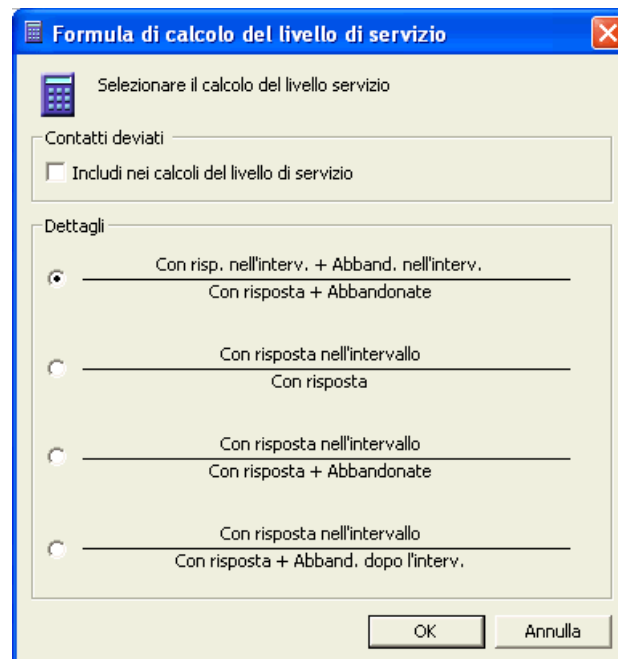 Formula di calcolo del livello di servizio
Selezionare il calcolo del livello servizio
Contatti deviati
Includi nei calcoli del livello di servizio
Dettagli
Con risp. nell'interv. + Abband. nell'interv.
Con risposta + Abbandonate
Con risposta nell'intervallo
Con risposta
Con risposta nell'intervallo
Con risposta + Abbandonate
Con risposta nell'intervallo
Con risposta + Abband. dopo l'interv.
OK
Annulla